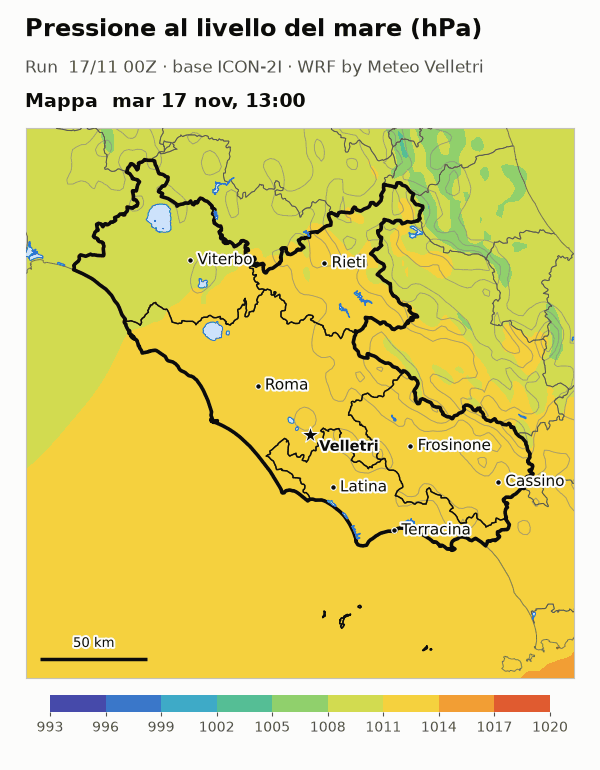 Pressione al livello del mare (hPa)
Run  17/11 00Z · base ICON-2I · WRF by Meteo Velletri
Mappa  mar 17 nov, 13:00
Viterbo
Rieti
Roma
Velletri
Frosinone
Cassino
Latina
Terracina
50 km
993 996 999 1002 1005 1008 1011 1014 1017 1020